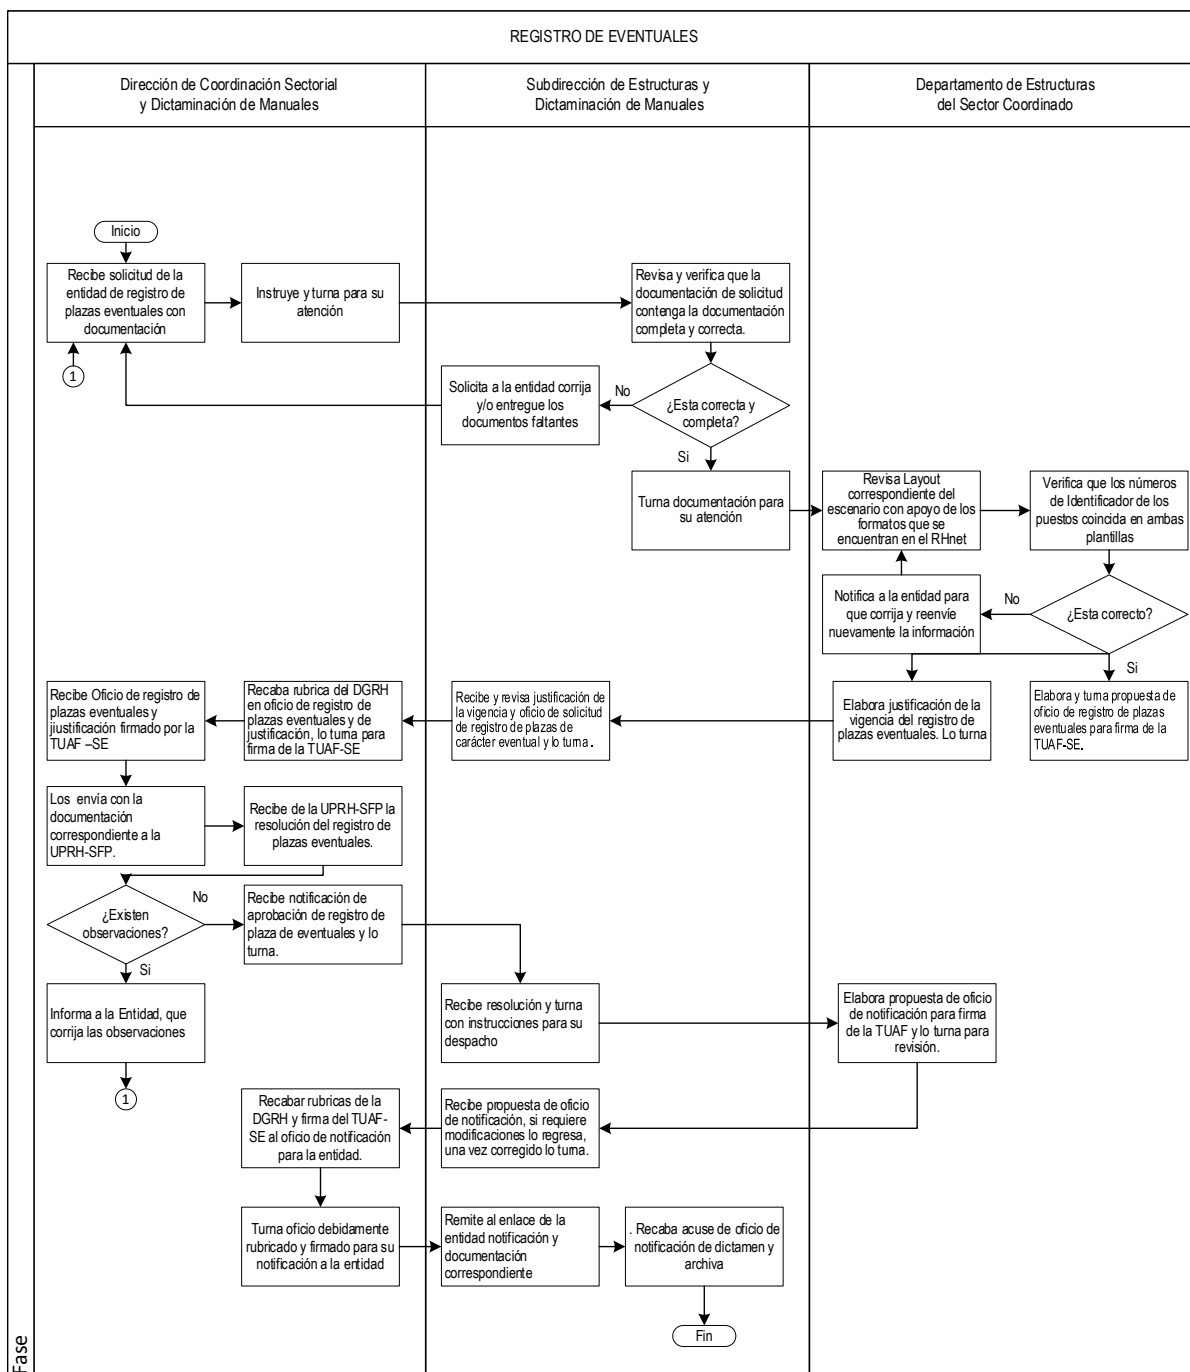 REGISTRO DE EVENTUALES
Fase
Dirección de Coordinación Sectorial
y Dictaminación de Manuales
Subdirección de Estructuras y
Dictaminación de Manuales
Departamento de Estructuras
del Sector Coordinado
Inicio
Recibe solicitud de la
entidad de registro de
plazas eventuales con
documentación
1
Instruye y turna para su
atención
Revisa y verifica que la
documentación de solicitud
contenga la documentación
completa y correcta.
¿Esta correcta y
completa?
No
Solicita a la entidad corrija
y/o entregue los
documentos faltantes
Si
Turna documentación para
su atención
Revisa Layout
correspondiente del
escenario con apoyo de los
formatos que se
encuentran en el RHnet
Verifica que los números
de Identificador de los
puestos coincida en ambas
plantillas
¿Esta correcto?
No
Notifica a la entidad para
que corrija y reenvíe
nuevamente la información
Si
Elabora y turna propuesta de
oficio de registro de plazas
eventuales para firma de la
TUAF-SE.
Elabora justificación de la
vigencia del registro de
plazas eventuales. Lo turna
Recibe y revisa justificación de
la vigencia y oficio de solicitud
de registro de plazas de
carácter eventual y lo turna .
Recaba rubrica del DGRH
en oficio de registro de
plazas eventuales y de
justificación, lo turna para
firma de la TUAF-SE
Recibe Oficio de registro de
plazas eventuales y
jiustificación firmado por la
TUAF –SE
Los envía con la
documentación
correspondiente a la
UPRH-SFP.
Recibe de la UPRH-SFP la
resolución del registro de
plazas eventuales.
¿Existen
observaciones?
No
Recibe notificación de
aprobación de registro de
plaza de eventuales y lo
turna.
Si
Informa a la Entidad, que
corrija las observaciones
1
Recibe resolución y turna
con instrucciones para su
despacho
Elabora propuesta de oficio
de notificación para firma
de la TUAF y lo turna para
revisión.
Recibe propuesta de oficio
de notificación, si requiere
modificaciones lo regresa,
una vez corregido lo turna.
Recabar rubricas de la
DGRH y firma del TUAF-
SE al oficio de notificación
para la entidad.
Turna oficio debidamente
rubricado y firmado para su
notificación a la entidad
Remite al enlace de la
entidad notificación y
documentación
correspondiente
. Recaba acuse de oficio de
notificación de dictamen y
archiva
Fin